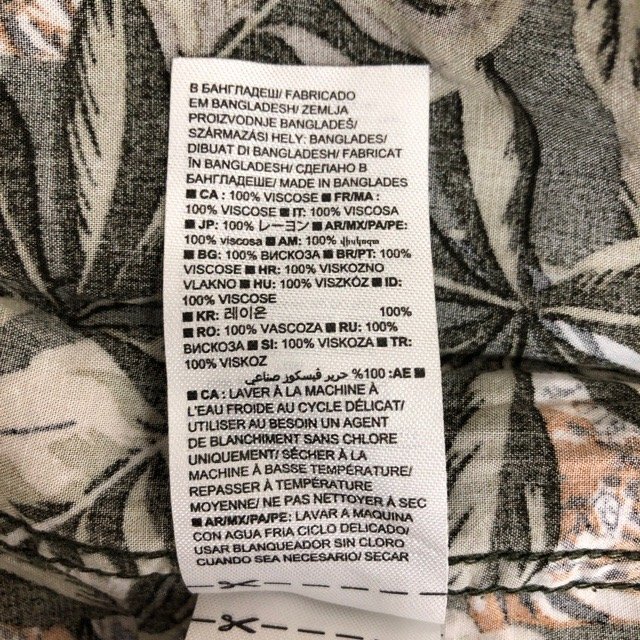 В БАНГЛАДЕШ/ FABRICADO
EM BANGLADESH/ ZEMLJA
PROIZVODNJE BANGLADEŠ/
SZÁRMAZÁSI HELY: BANGLADES/
DIBUAT DI BANGLADESH/ FABRICAT
ÎN BANGLADESH/ СДЕЛАНО В
БАНГЛАДЕШЕ/ MADE IN BANGLADES
■ CA : 100% VISCOSE ■ FR/MA :
100% VISCOSE ■ IT: 100% VISCOSA
■ JP: 100% レーヨン ■ AR/MX/PA/PE:
100% viscosa ■ AM: 100% վիսկոզա
■ BG: 100% ВИСКОЗА ■ BR/PT: 100%
VISCOSE ■ HR: 100% VISKOZNO
VLAKNO ■ HU: 100% VISZKÓZ ■ ID:
100% VISCOSE
■ KR: 레이온 100%
■ RO: 100% VASCOZA ■ RU: 100%
ВИСКОЗА ■ SI: 100% VISKOZA ■ TR:
100% VISKOZ
■ AE: 100% حرير فيسكوز صناعي
■ CA : LAVER À LA MACHINE À
L'EAU FROIDE AU CYCLE DÉLICAT/
UTILISER AU BESOIN UN AGENT
DE BLANCHIMENT SANS CHLORE
UNIQUEMENT/ SÉCHER À LA
MACHINE À BASSE TEMPÉRATURE/
REPASSER À TEMPÉRATURE
MOYENNE/ NE PAS NETTOYER À SEC
■ AR/MX/PA/PE: LAVAR A MAQUINA
CON AGUA FRIA CICLO DELICADO/
USAR BLANQUEADOR SIN CLORO
CUANDO SEA NECESARIO/ SECAR